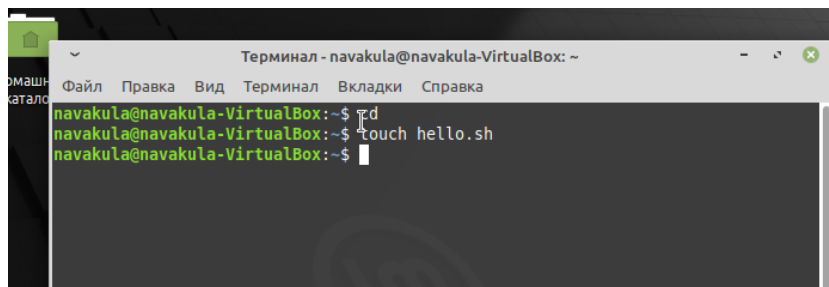 Терминал - navakula@navakula-VirtualBox: ~
Файл Правка Вид Терминал Вкладки Справка
navakula@navakula-VirtualBox:~$ cd
navakula@navakula-VirtualBox:~$ touch hello.sh
navakula@navakula-VirtualBox:~$